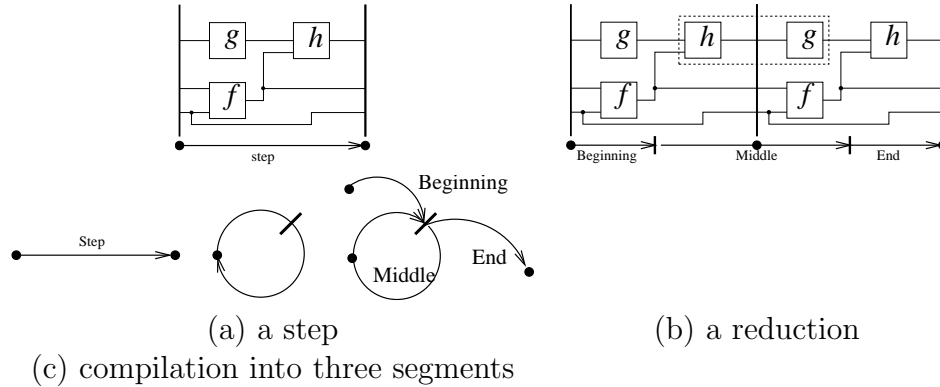 g h g h g h
f f f
step Beginning Middle End
Beginning
Step
Middle End
(a) a step (b) a reduction
(c) compilation into three segments